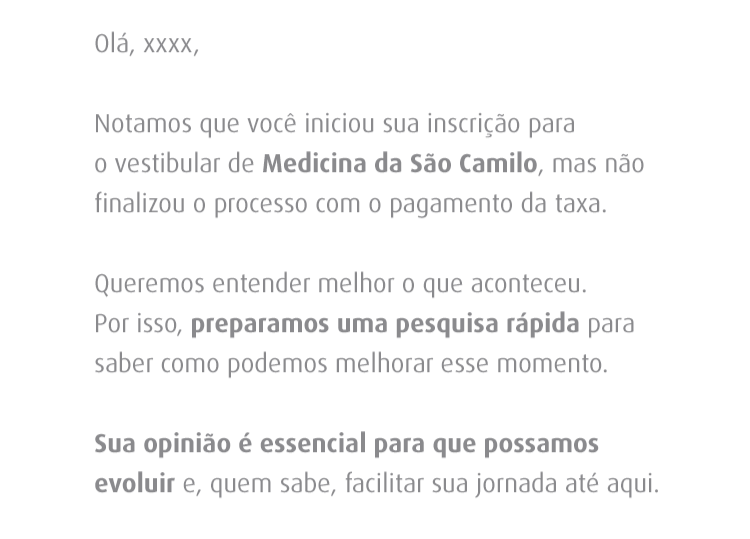 Olá, xxxx,
Notamos que você iniciou sua inscrição para
o vestibular de Medicina da São Camilo, mas não
finalizou o processo com o pagamento da taxa.
Queremos entender melhor o que aconteceu.
Por isso, preparamos uma pesquisa rápida para
saber como podemos melhorar esse momento.
Sua opinião é essencial para que possamos
evoluir e, quem sabe, facilitar sua jornada até aqui.